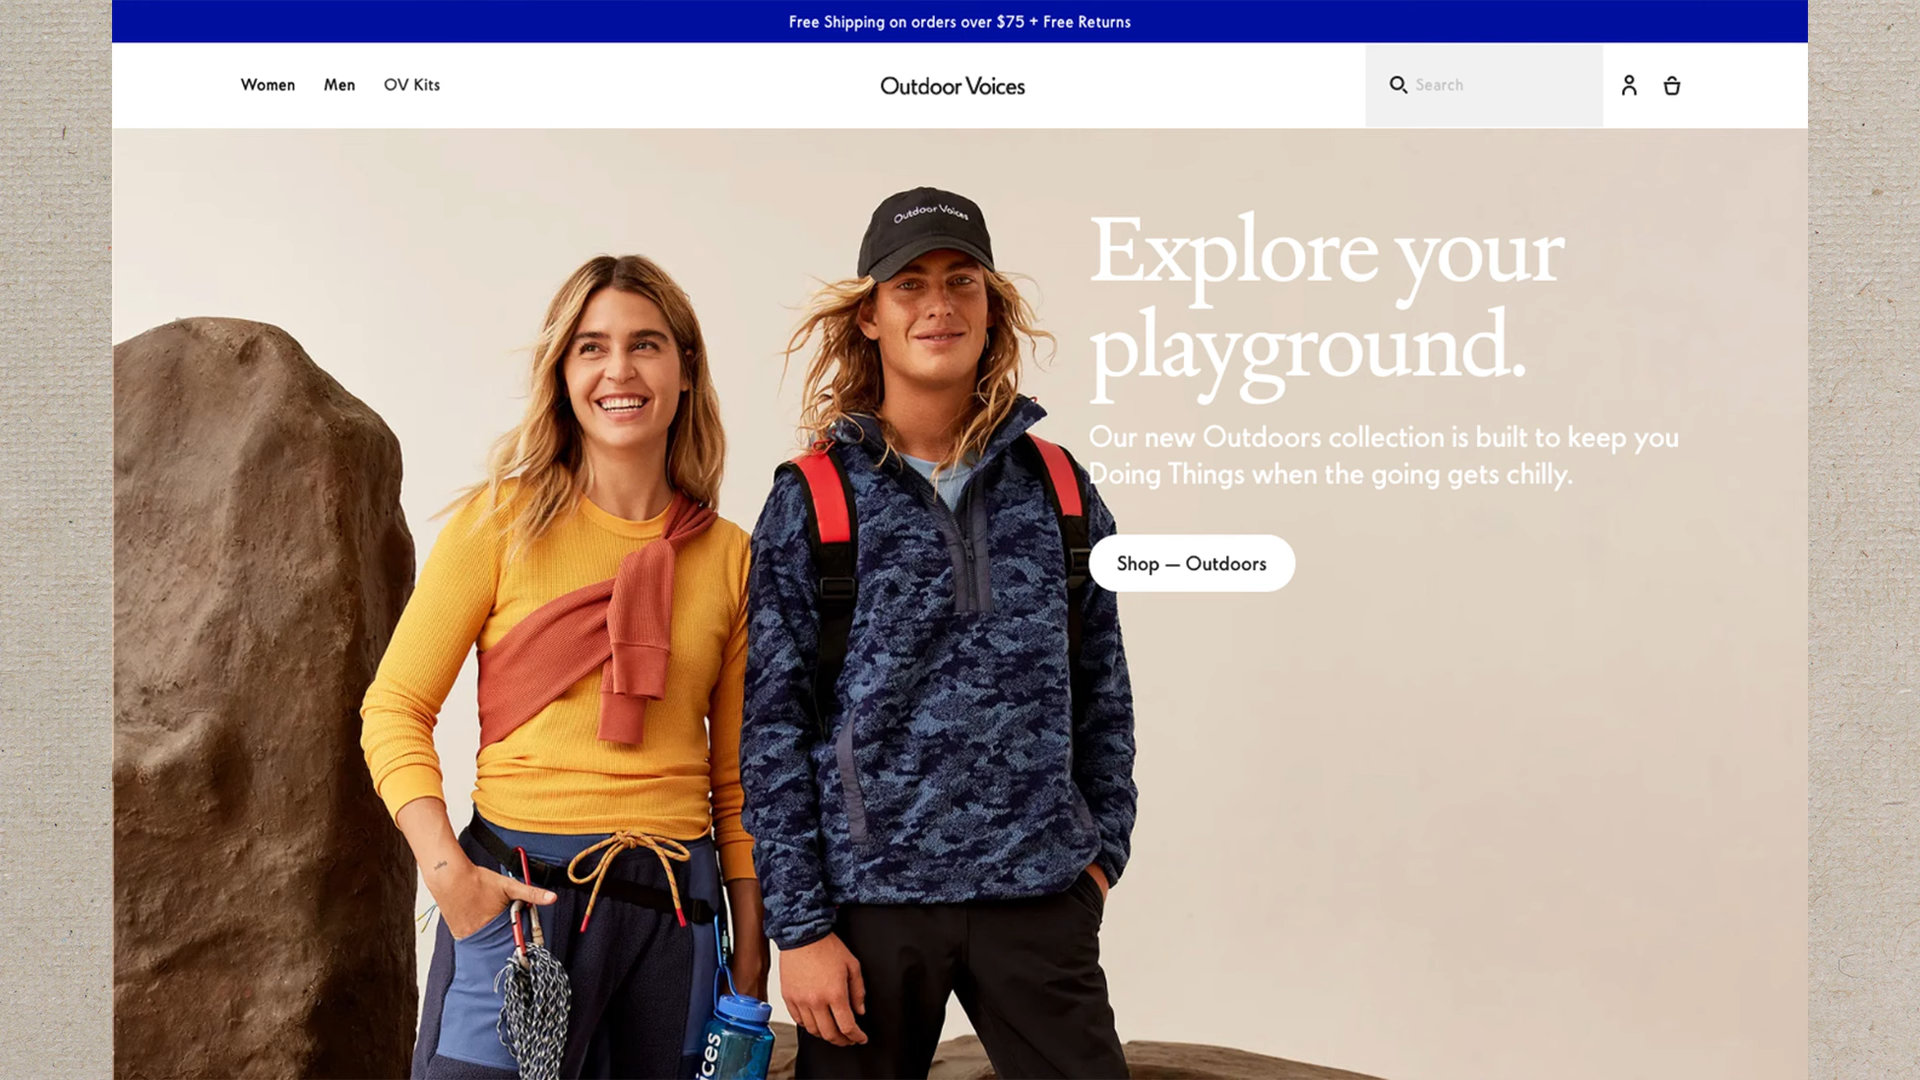 Free Shipping on orders over $75 + Free Returns
Women Men OV Kits Outdoor Voices Search
Outdoor Voices
Explore your
playground.
Our new Outdoors collection is built to keep you
Doing Things when the going gets chilly.
Shop — Outdoors
ices